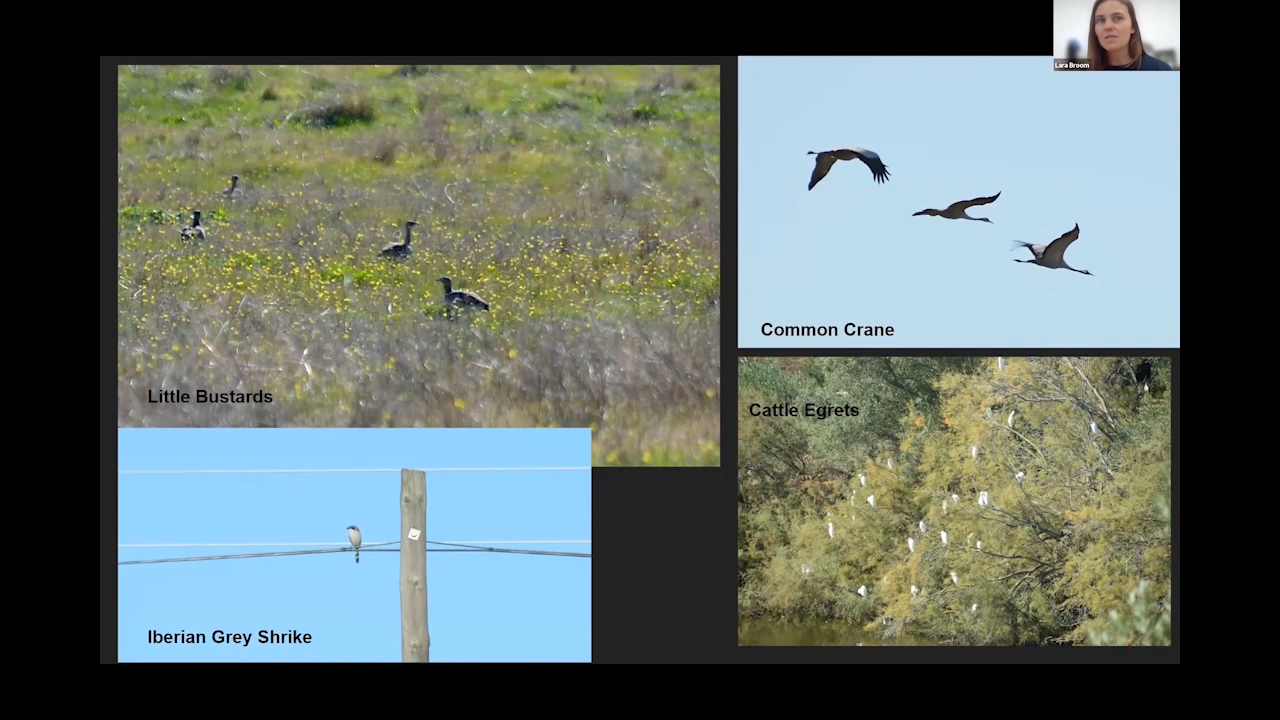 Lara Broom
Little Bustards
Common Crane
Cattle Egrets
Iberian Grey Shrike